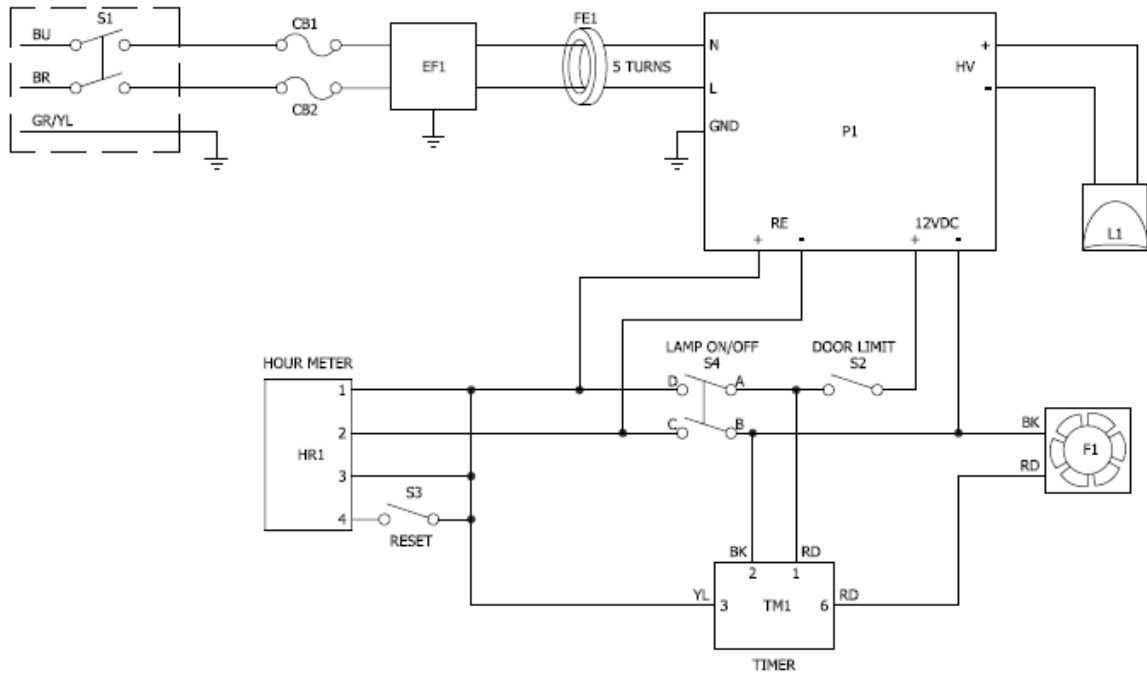 S1
BU
BR
GR/YL
CB1
CB2
EF1
FE1
5 TURNS
N
L
GND
P1
+
HV
-
L1
RE
+ -
12VDC
+ -
HOUR METER
1
2
3
4
HR1
S3
RESET
LAMP ON/OFF
S4
D A
C B
DOOR LIMIT
S2
BK
RD
F1
BK RD
2 1
YL 3 TM1 6 RD
TIMER